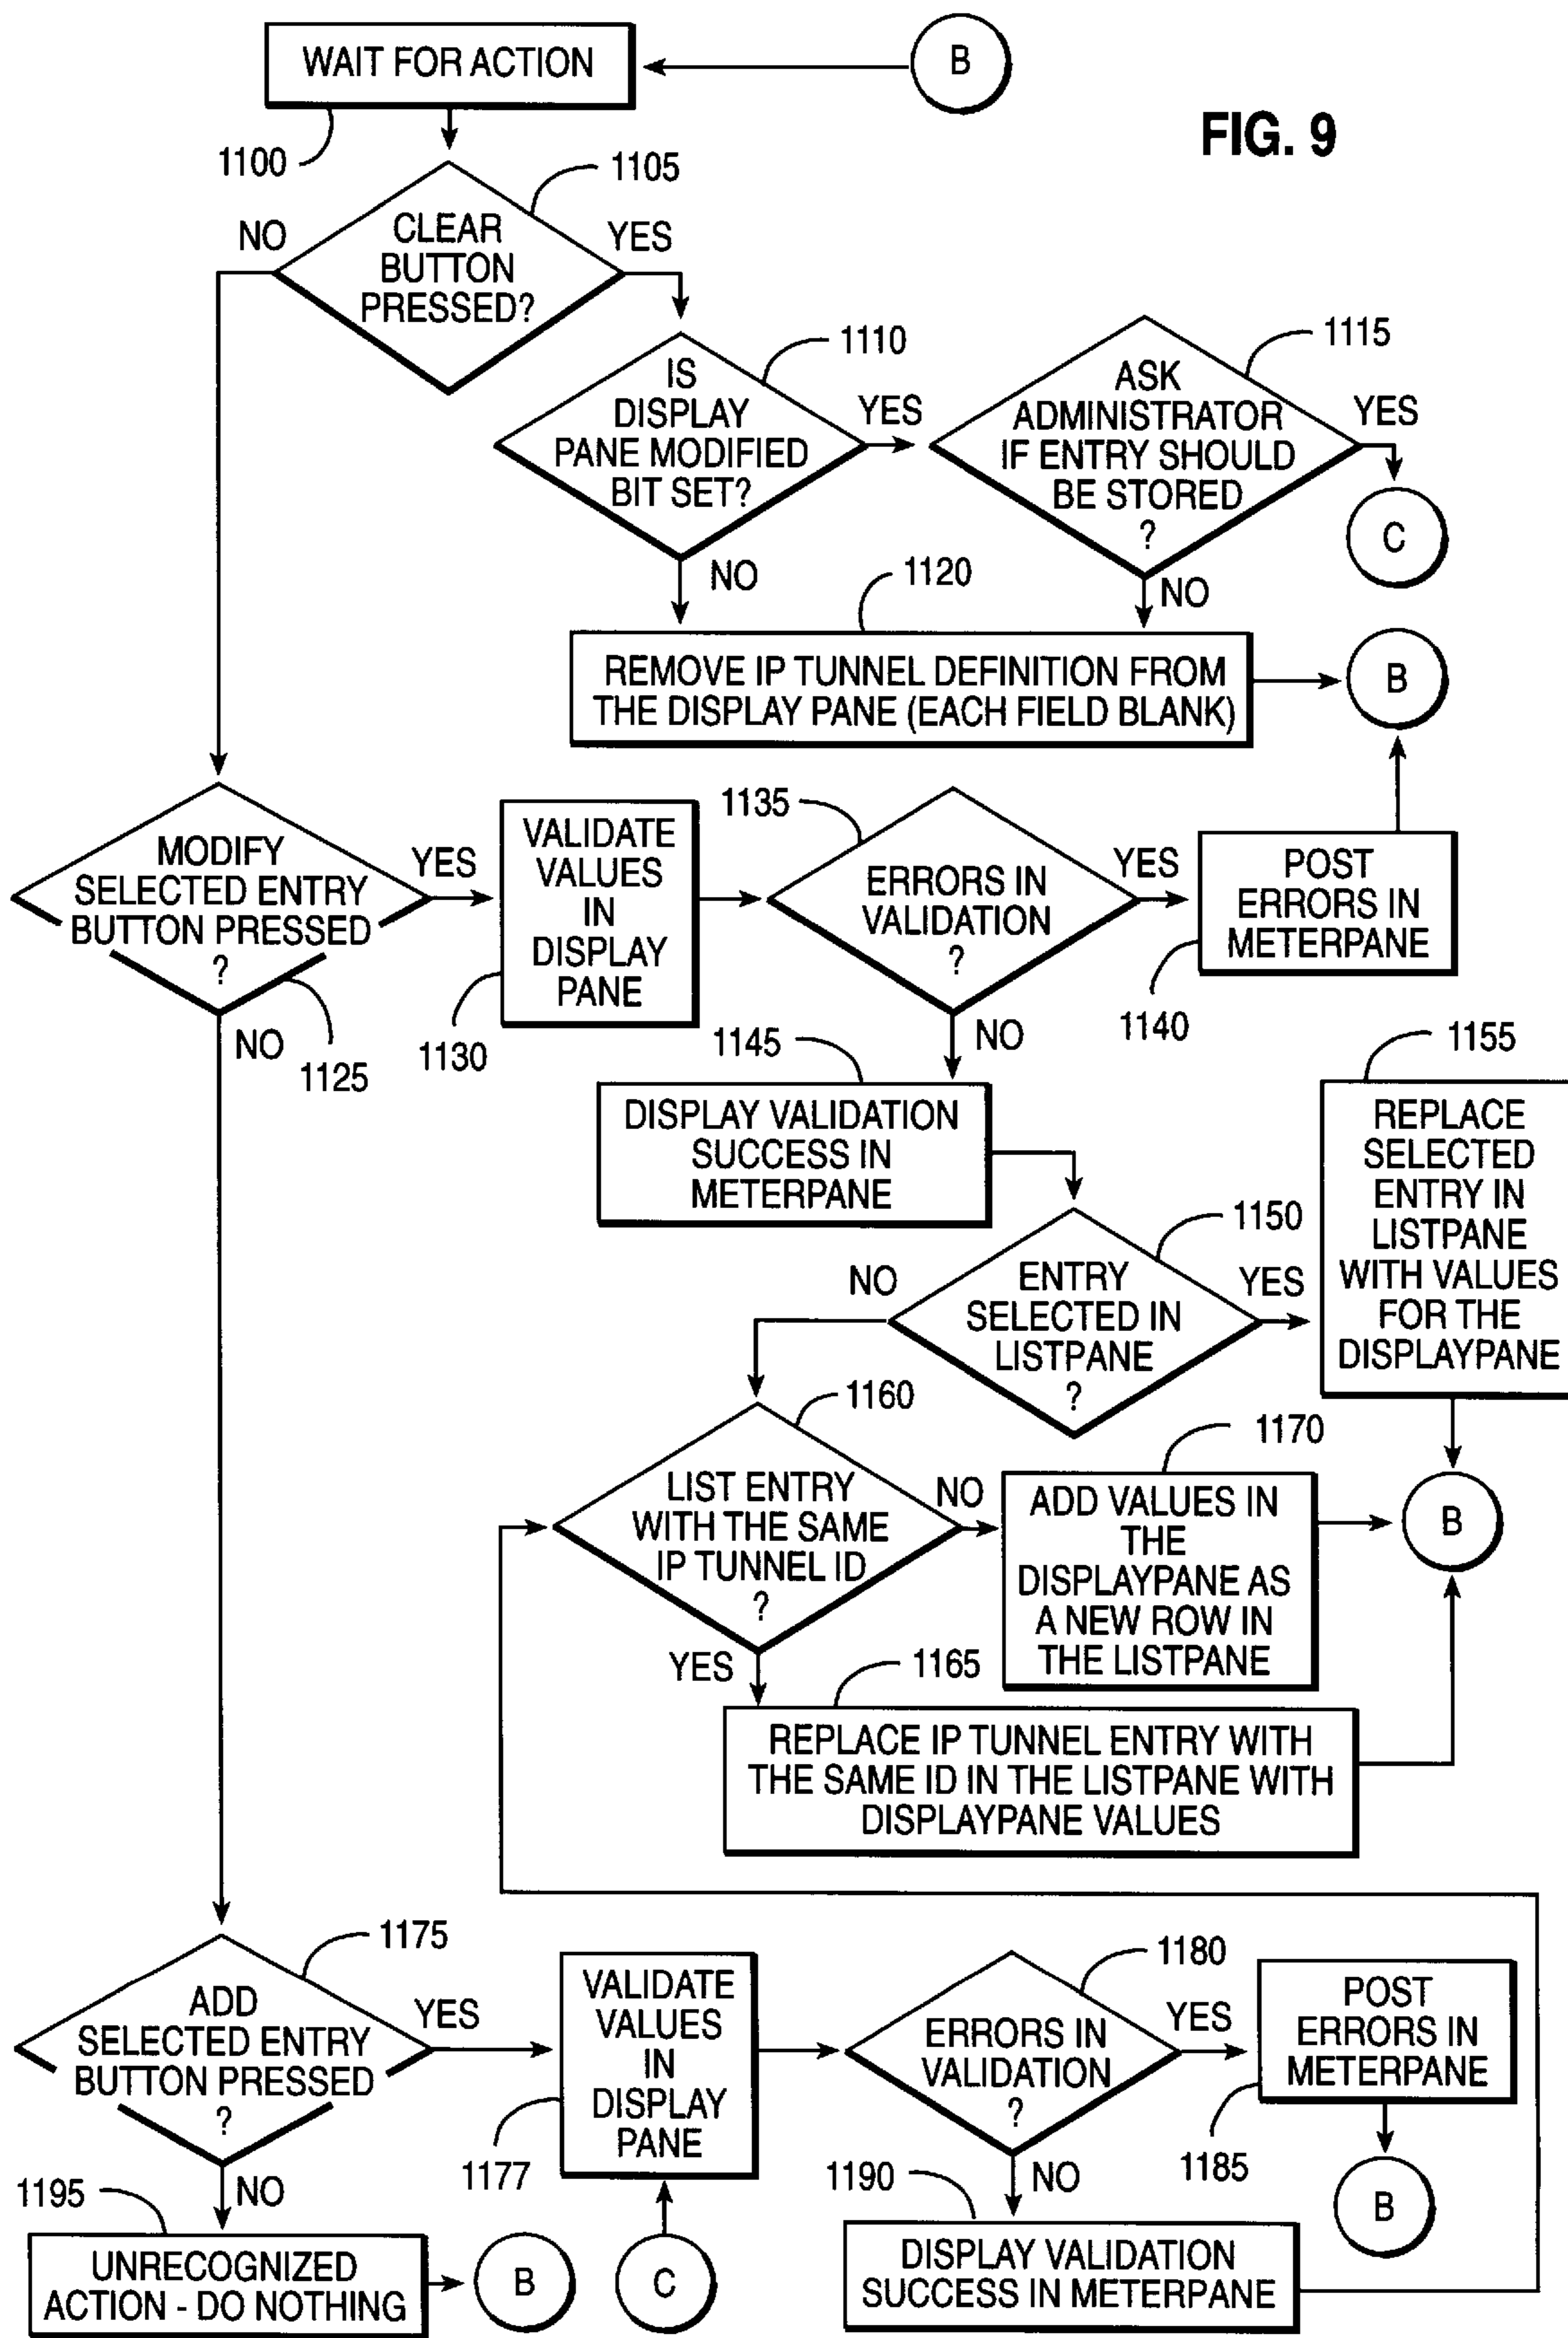 WAIT FOR ACTION
B
FIG. 9
1100
1105
NO
CLEAR
BUTTON
PRESSED?
YES
1110
IS
DISPLAY
PANE MODIFIED
BIT SET?
YES
1115
ASK
ADMINISTRATOR
IF ENTRY SHOULD
BE STORED
?
YES
C
NO
1120
NO
REMOVE IP TUNNEL DEFINITION FROM
THE DISPLAY PANE (EACH FIELD BLANK)
B
MODIFY
SELECTED ENTRY
BUTTON PRESSED
?
YES
NO
1125
VALIDATE
VALUES
IN
DISPLAY
PANE
1130
1135
ERRORS IN
VALIDATION
?
YES
POST
ERRORS IN
METERPANE
1140
NO
1145
DISPLAY VALIDATION
SUCCESS IN
METERPANE
1155
REPLACE
SELECTED
ENTRY IN
LISTPANE
WITH VALUES
FOR THE
DISPLAYPANE
1150
NO
ENTRY
SELECTED IN
LISTPANE
?
YES
1160
LIST ENTRY
WITH THE SAME
IP TUNNEL ID
?
NO
1170
ADD VALUES IN
THE
DISPLAYPANE AS
A NEW ROW IN
THE LISTPANE
B
YES
1165
REPLACE IP TUNNEL ENTRY WITH
THE SAME ID IN THE LISTPANE WITH
DISPLAYPANE VALUES
1175
ADD
SELECTED ENTRY
BUTTON PRESSED
?
YES
VALIDATE
VALUES
IN
DISPLAY
PANE
1177
1180
ERRORS IN
VALIDATION
?
YES
POST
ERRORS IN
METERPANE
1185
B
1195
NO
UNRECOGNIZED
ACTION - DO NOTHING
B
C
1190
NO
DISPLAY VALIDATION
SUCCESS IN METERPANE